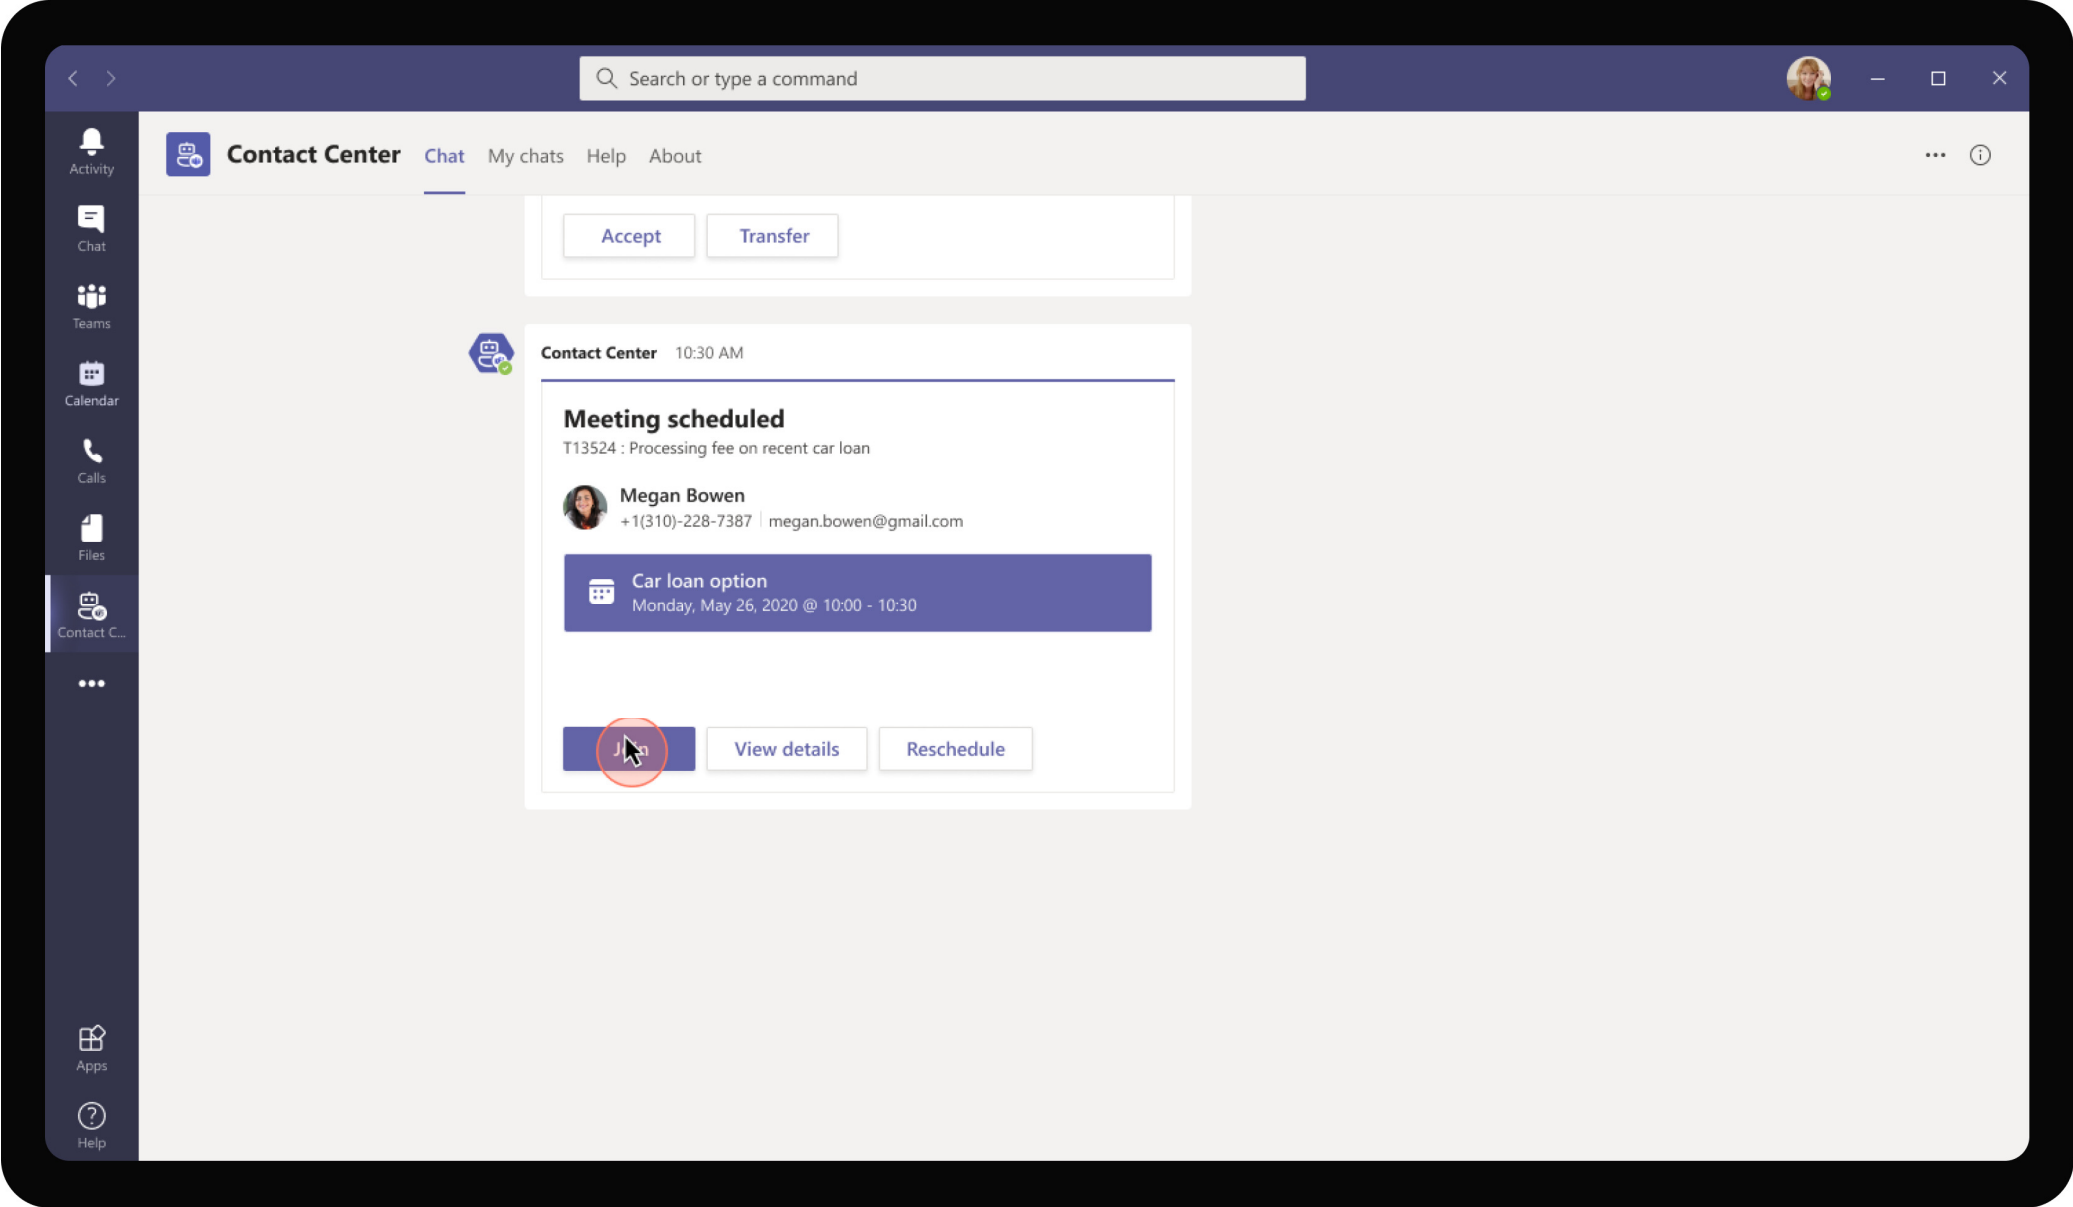 Search or type a command
Activity
Chat
Teams
Calendar
Calls
Files
Contact C...
Apps
Help
Contact Center Chat My chats Help About
Accept Transfer
Contact Center 10:30 AM
Meeting scheduled
T13524 : Processing fee on recent car loan
Megan Bowen
+1(310)-228-7387 megan.bowen@gmail.com
Car loan option
Monday, May 26, 2020 @ 10:00 - 10:30
Join View details Reschedule